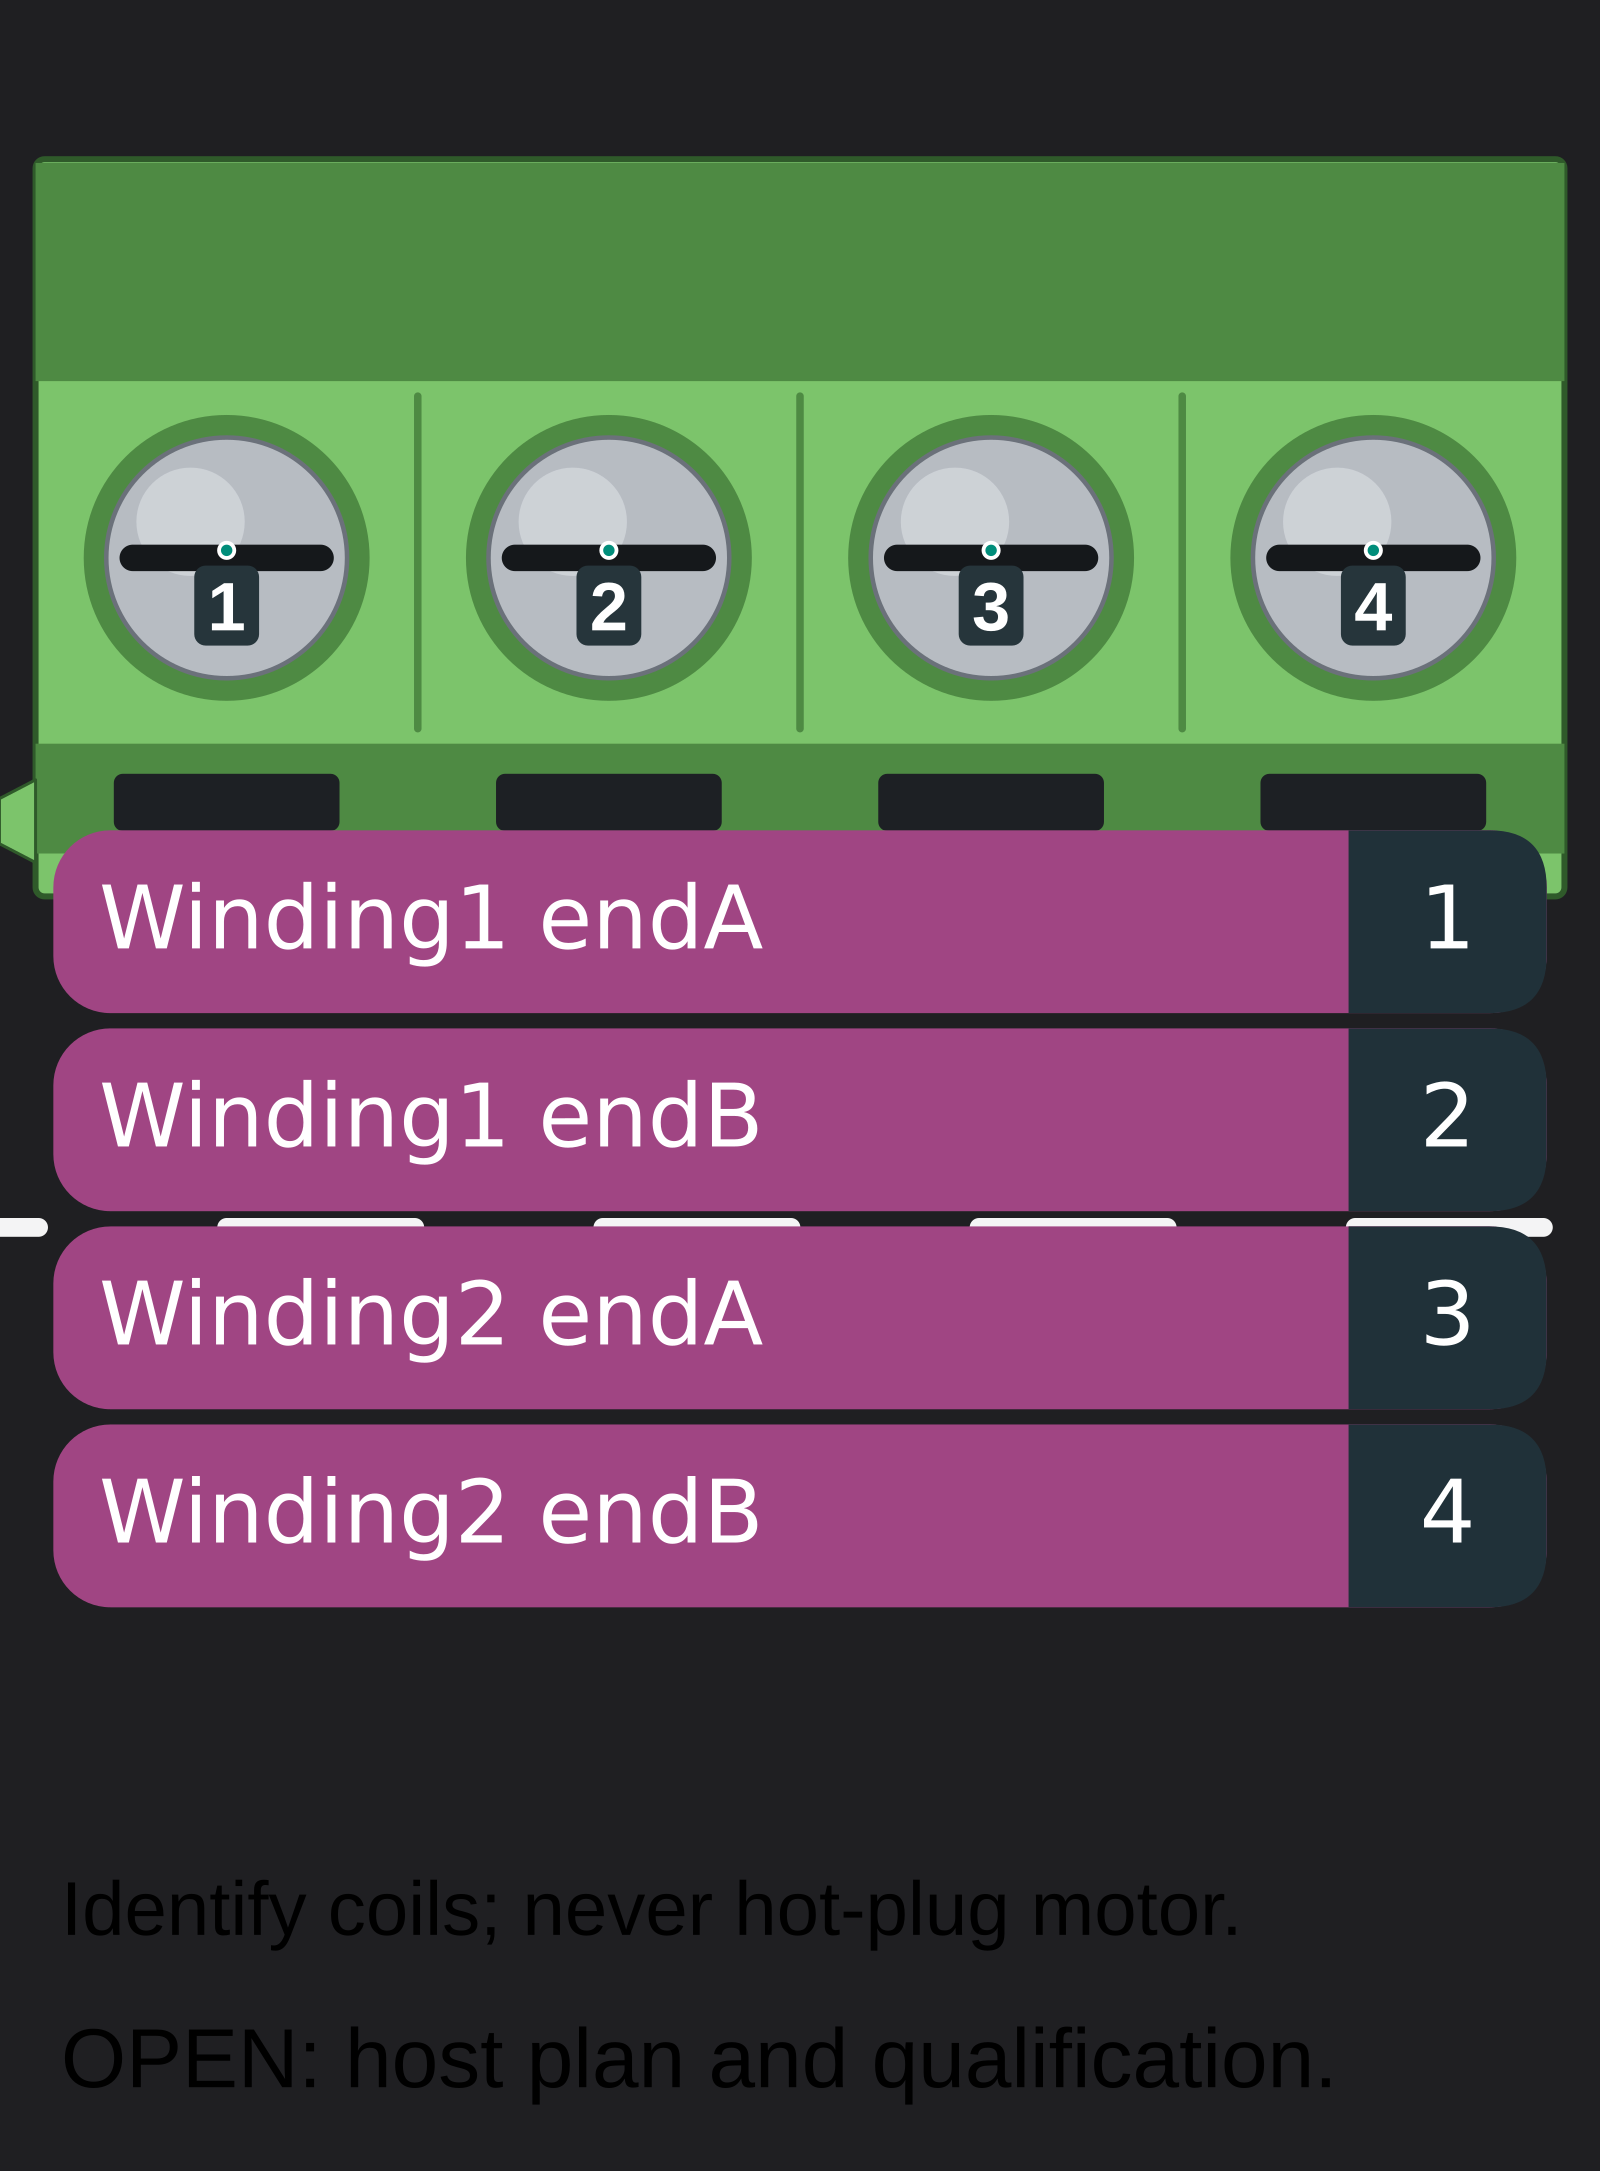 1 2 3 4
Winding1 endA 1
Winding1 endB 2
Winding2 endA 3
Winding2 endB 4
Identify coils; never hot-plug motor.
OPEN: host plan and qualification.